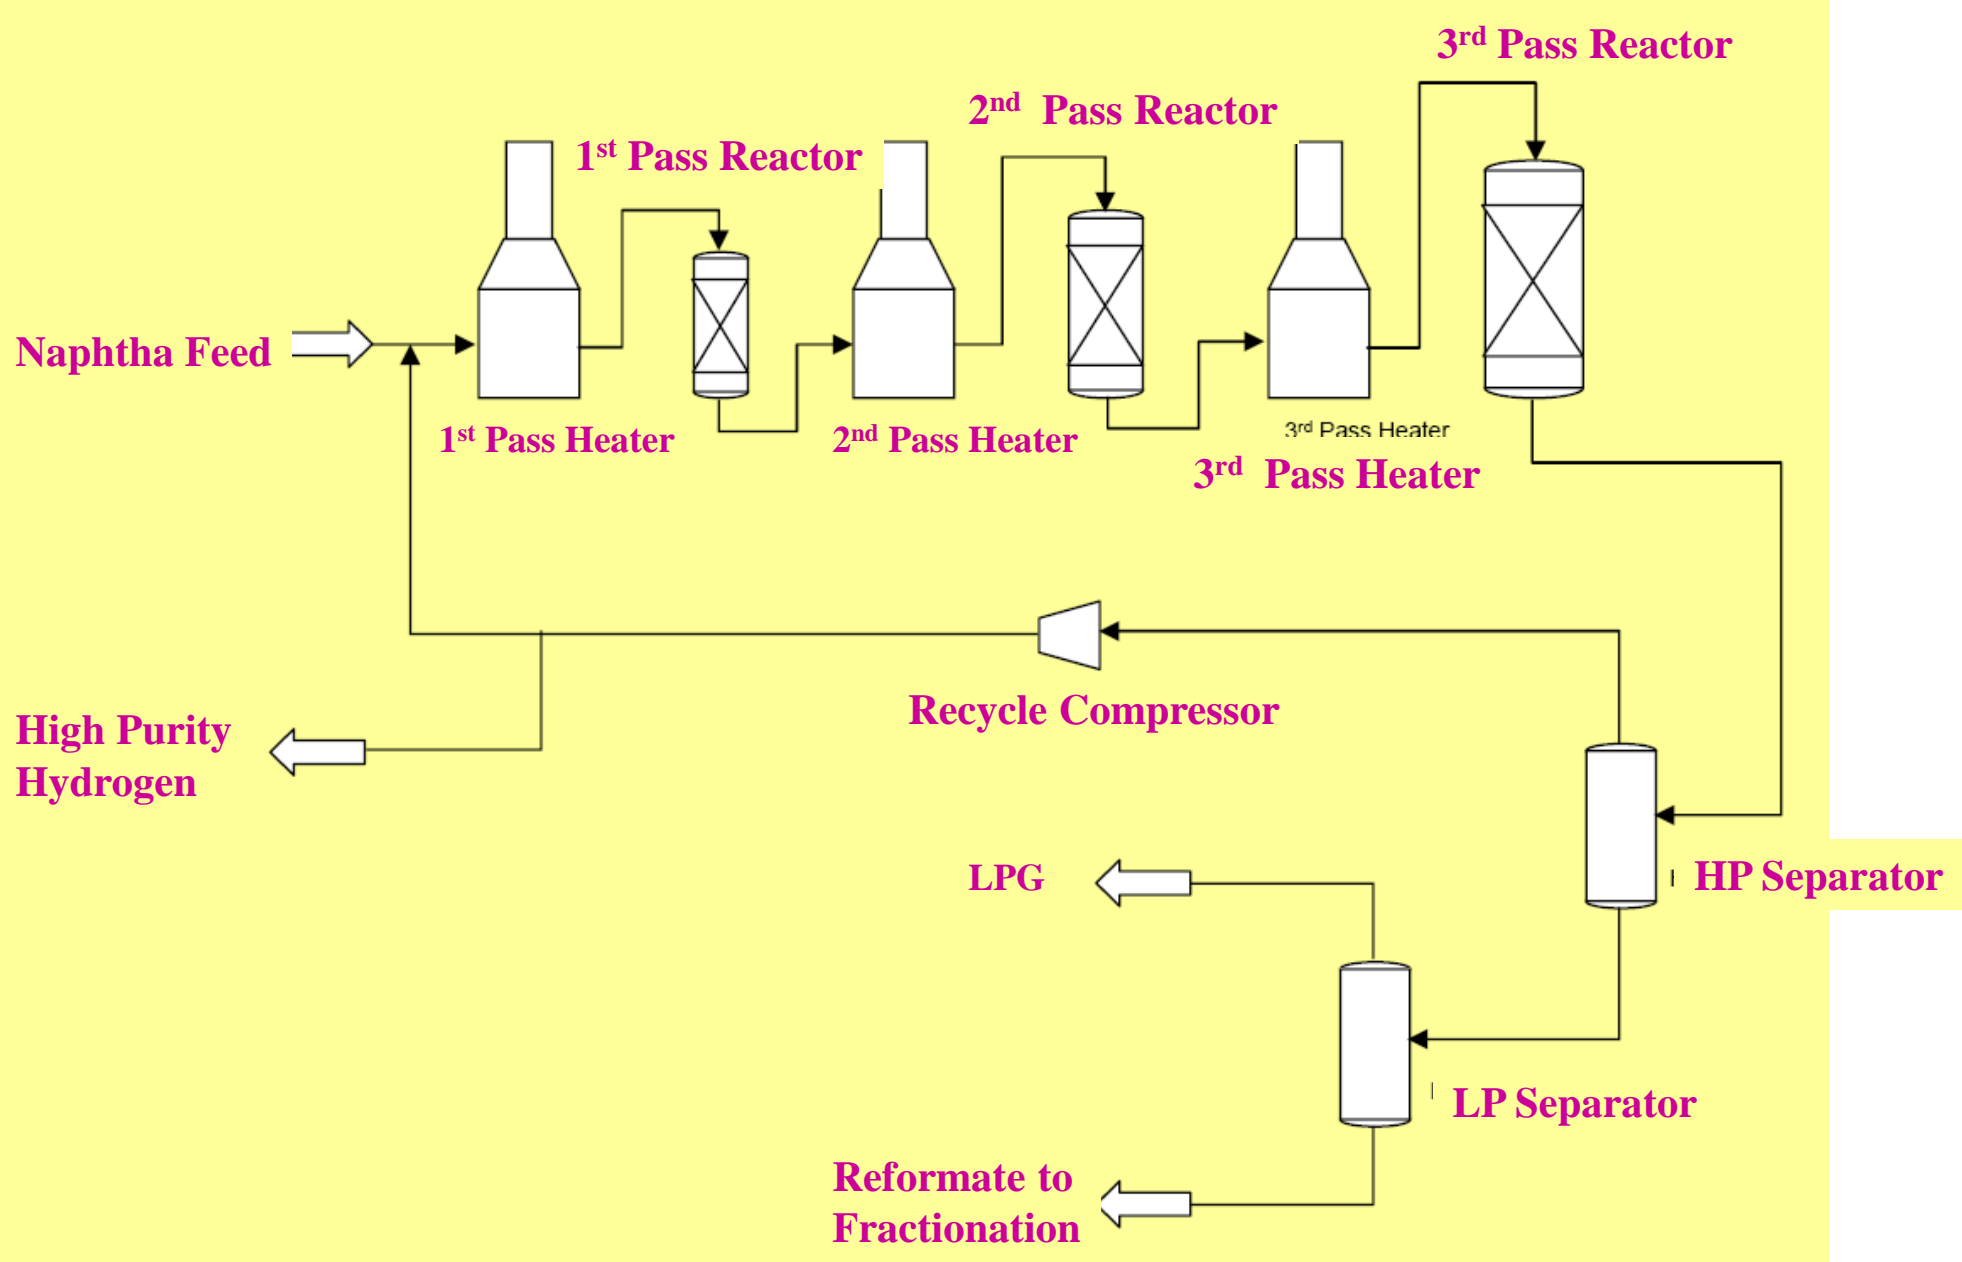 3rd Pass Reactor
2nd Pass Reactor
1st Pass Reactor
Naphtha Feed
1st Pass Heater
2nd Pass Heater
3rd Pass Heater
3rd Pass Heater
Recycle Compressor
High Purity
Hydrogen
LPG
HP Separator
LP Separator
Reformate to
Fractionation